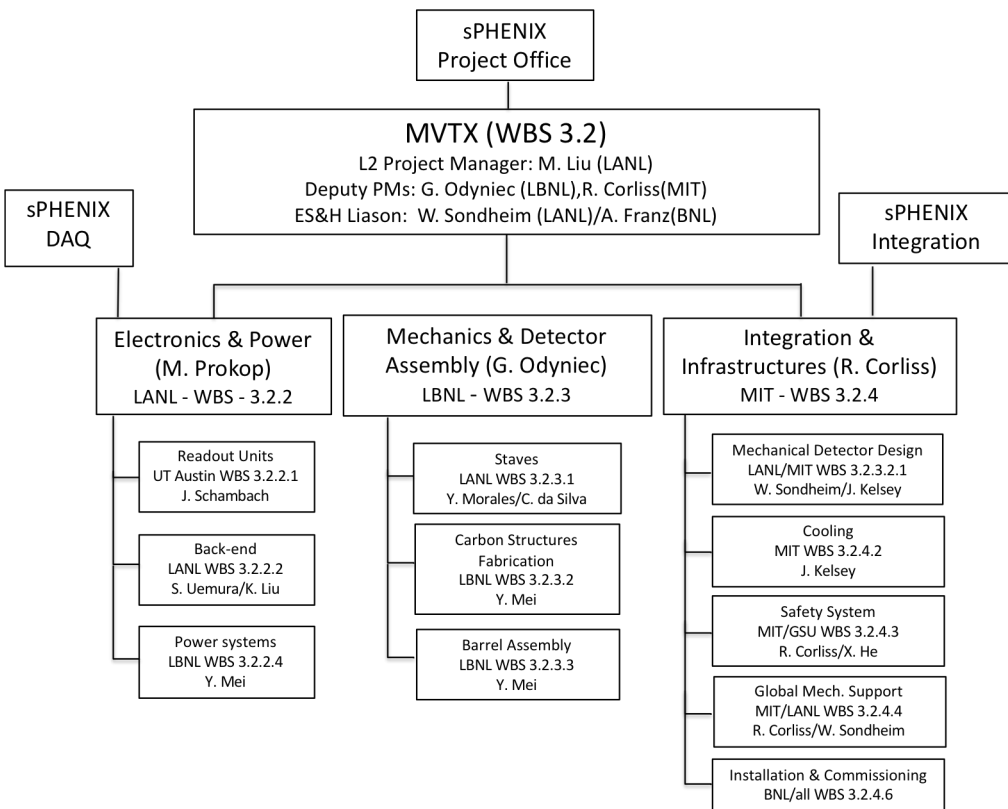 sPHENIX
Project Office
MVTX (WBS 3.2)
L2 Project Manager: M. Liu (LANL)
Deputy PMs: G. Odyniec (LBNL),R. Corliss(MIT)
ES&H Liason:  W. Sondheim (LANL)/A. Franz(BNL)
sPHENIX
DAQ
sPHENIX
Integration
Electronics & Power
(M. Prokop)
LANL - WBS - 3.2.2
Readout Units
UT Austin WBS 3.2.2.1
J. Schambach
Back-end
LANL WBS 3.2.2.2
S. Uemura/K. Liu
Power systems
LBNL WBS 3.2.2.4
Y. Mei
Mechanics & Detector
Assembly (G. Odyniec)
LBNL - WBS 3.2.3
Staves
LANL WBS 3.2.3.1
Y. Morales/C. da Silva
Carbon Structures
Fabrication
LBNL WBS 3.2.3.2
Y. Mei
Barrel Assembly
LBNL WBS 3.2.3.3
Y. Mei
Integration &
Infrastructures (R. Corliss)
MIT - WBS 3.2.4
Mechanical Detector Design
LANL/MIT WBS 3.2.3.2.1
W. Sondheim/J. Kelsey
Cooling
MIT WBS 3.2.4.2
J. Kelsey
Safety System
MIT/GSU WBS 3.2.4.3
R. Corliss/X. He
Global Mech. Support
MIT/LANL WBS 3.2.4.4
R. Corliss/W. Sondheim
Installation & Commissioning
BNL/all WBS 3.2.4.6